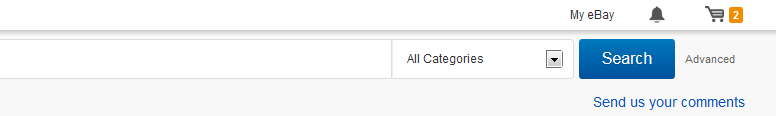 My eBay 2
All Categories Search Advanced
Send us your comments